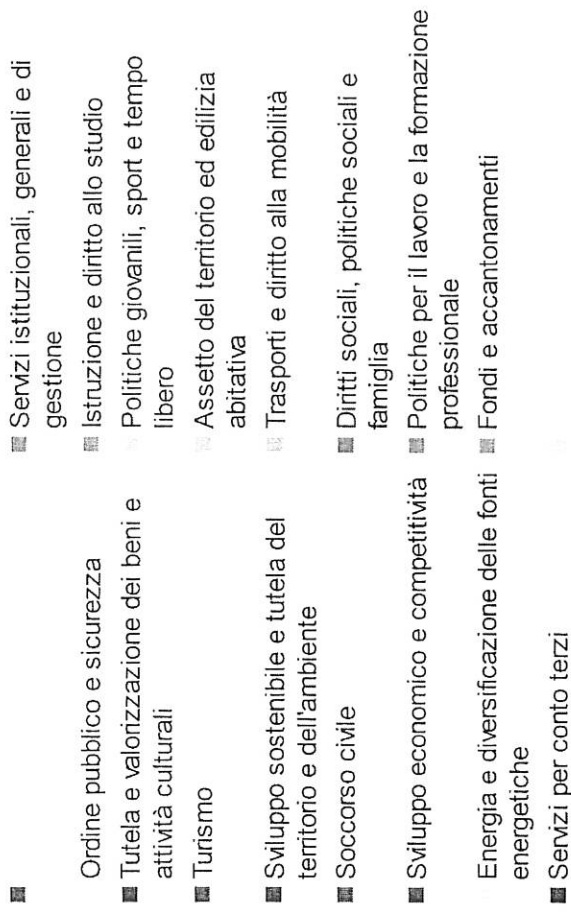 Ordine pubblico e sicurezza
Tutela e valorizzazione dei beni e
attività culturali
Turismo
Sviluppo sostenibile e tutela del
territorio e dell'ambiente
Soccorso civile
Sviluppo economico e competitività
Energia e diversificazione delle fonti
energetiche
Servizi per conto terzi
Servizi istituzionali, generali e di
gestione
Istruzione e diritto allo studio
Politiche giovanili, sport e tempo
libero
Assetto del territorio ed edilizia
abitativa
Trasporti e diritto alla mobilità
Diritti sociali, politiche sociali e
famiglia
Politiche per il lavoro e la formazione
professionale
Fondi e accantonamenti